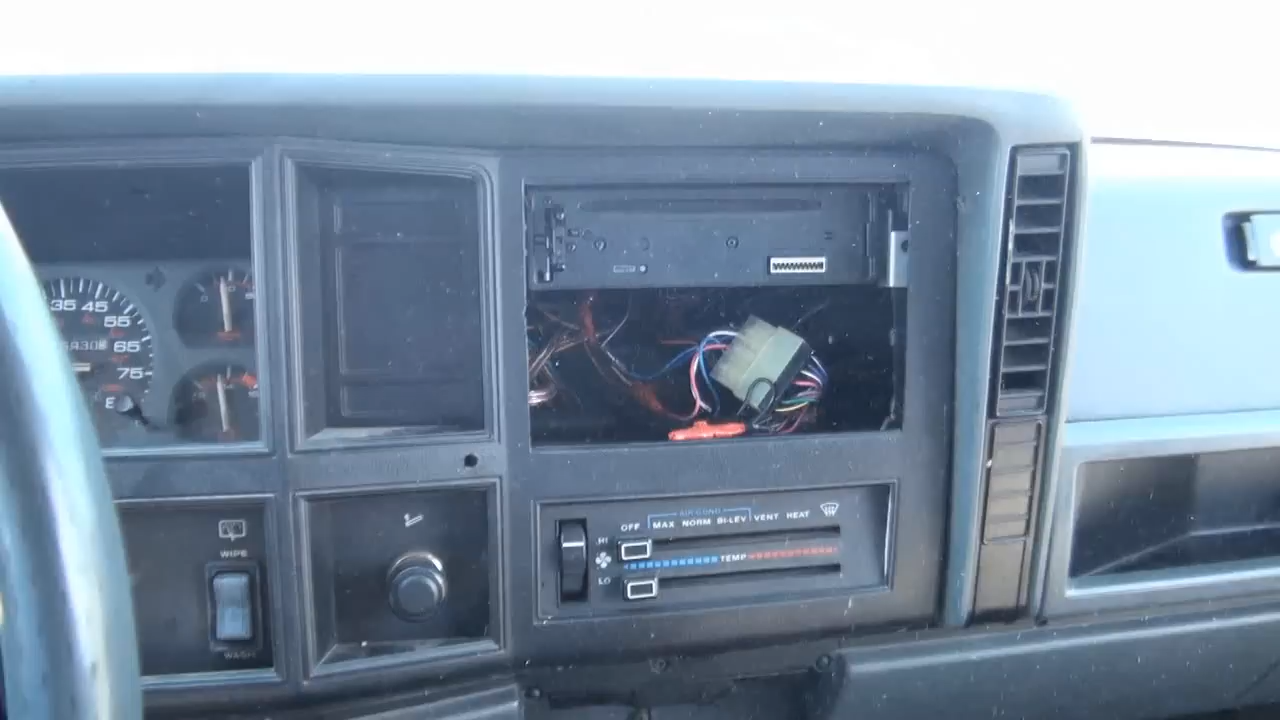 35 45
55
65
75
E
WIPE
WASH
OFF MAX NORM BI-LEV VENT HEAT
AIR COND
HI
TEMP
LO